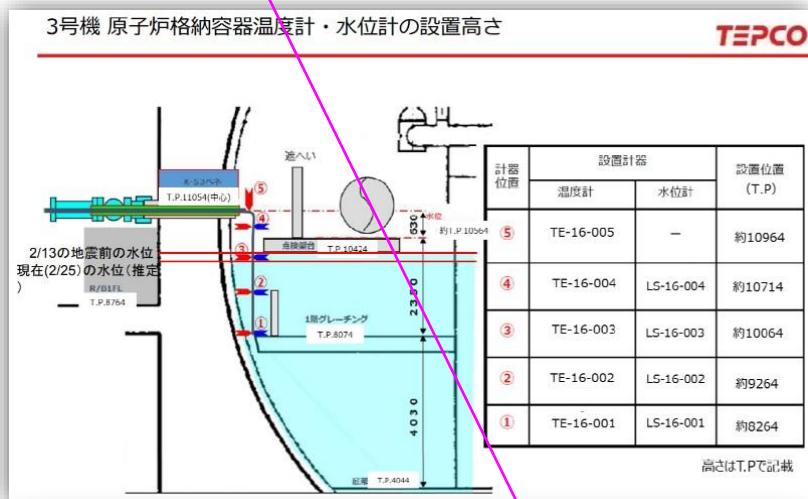 3号機 原子炉格納容器温度計・水位計の設置高さ
TEPCO
X-53ペネ
T.P.11054(中心)
遮へい
⑤
④
③
②
①
630
水位
約T.P.10564
点検架台
T.P.10424
2/13の地震前の水位
現在(2/25)の水位(推定
)
R/B1FL
T.P.8764
2350
1階グレーチング
T.P.8074
4030
T.P.4044
計器位置
設置計器
設置位置(T.P)
温度計
水位計
⑤ TE-16-005 － 約10964
④ TE-16-004 LS-16-004 約10714
③ TE-16-003 LS-16-003 約10064
② TE-16-002 LS-16-002 約9264
① TE-16-001 LS-16-001 約8264
高さはT.Pで記載